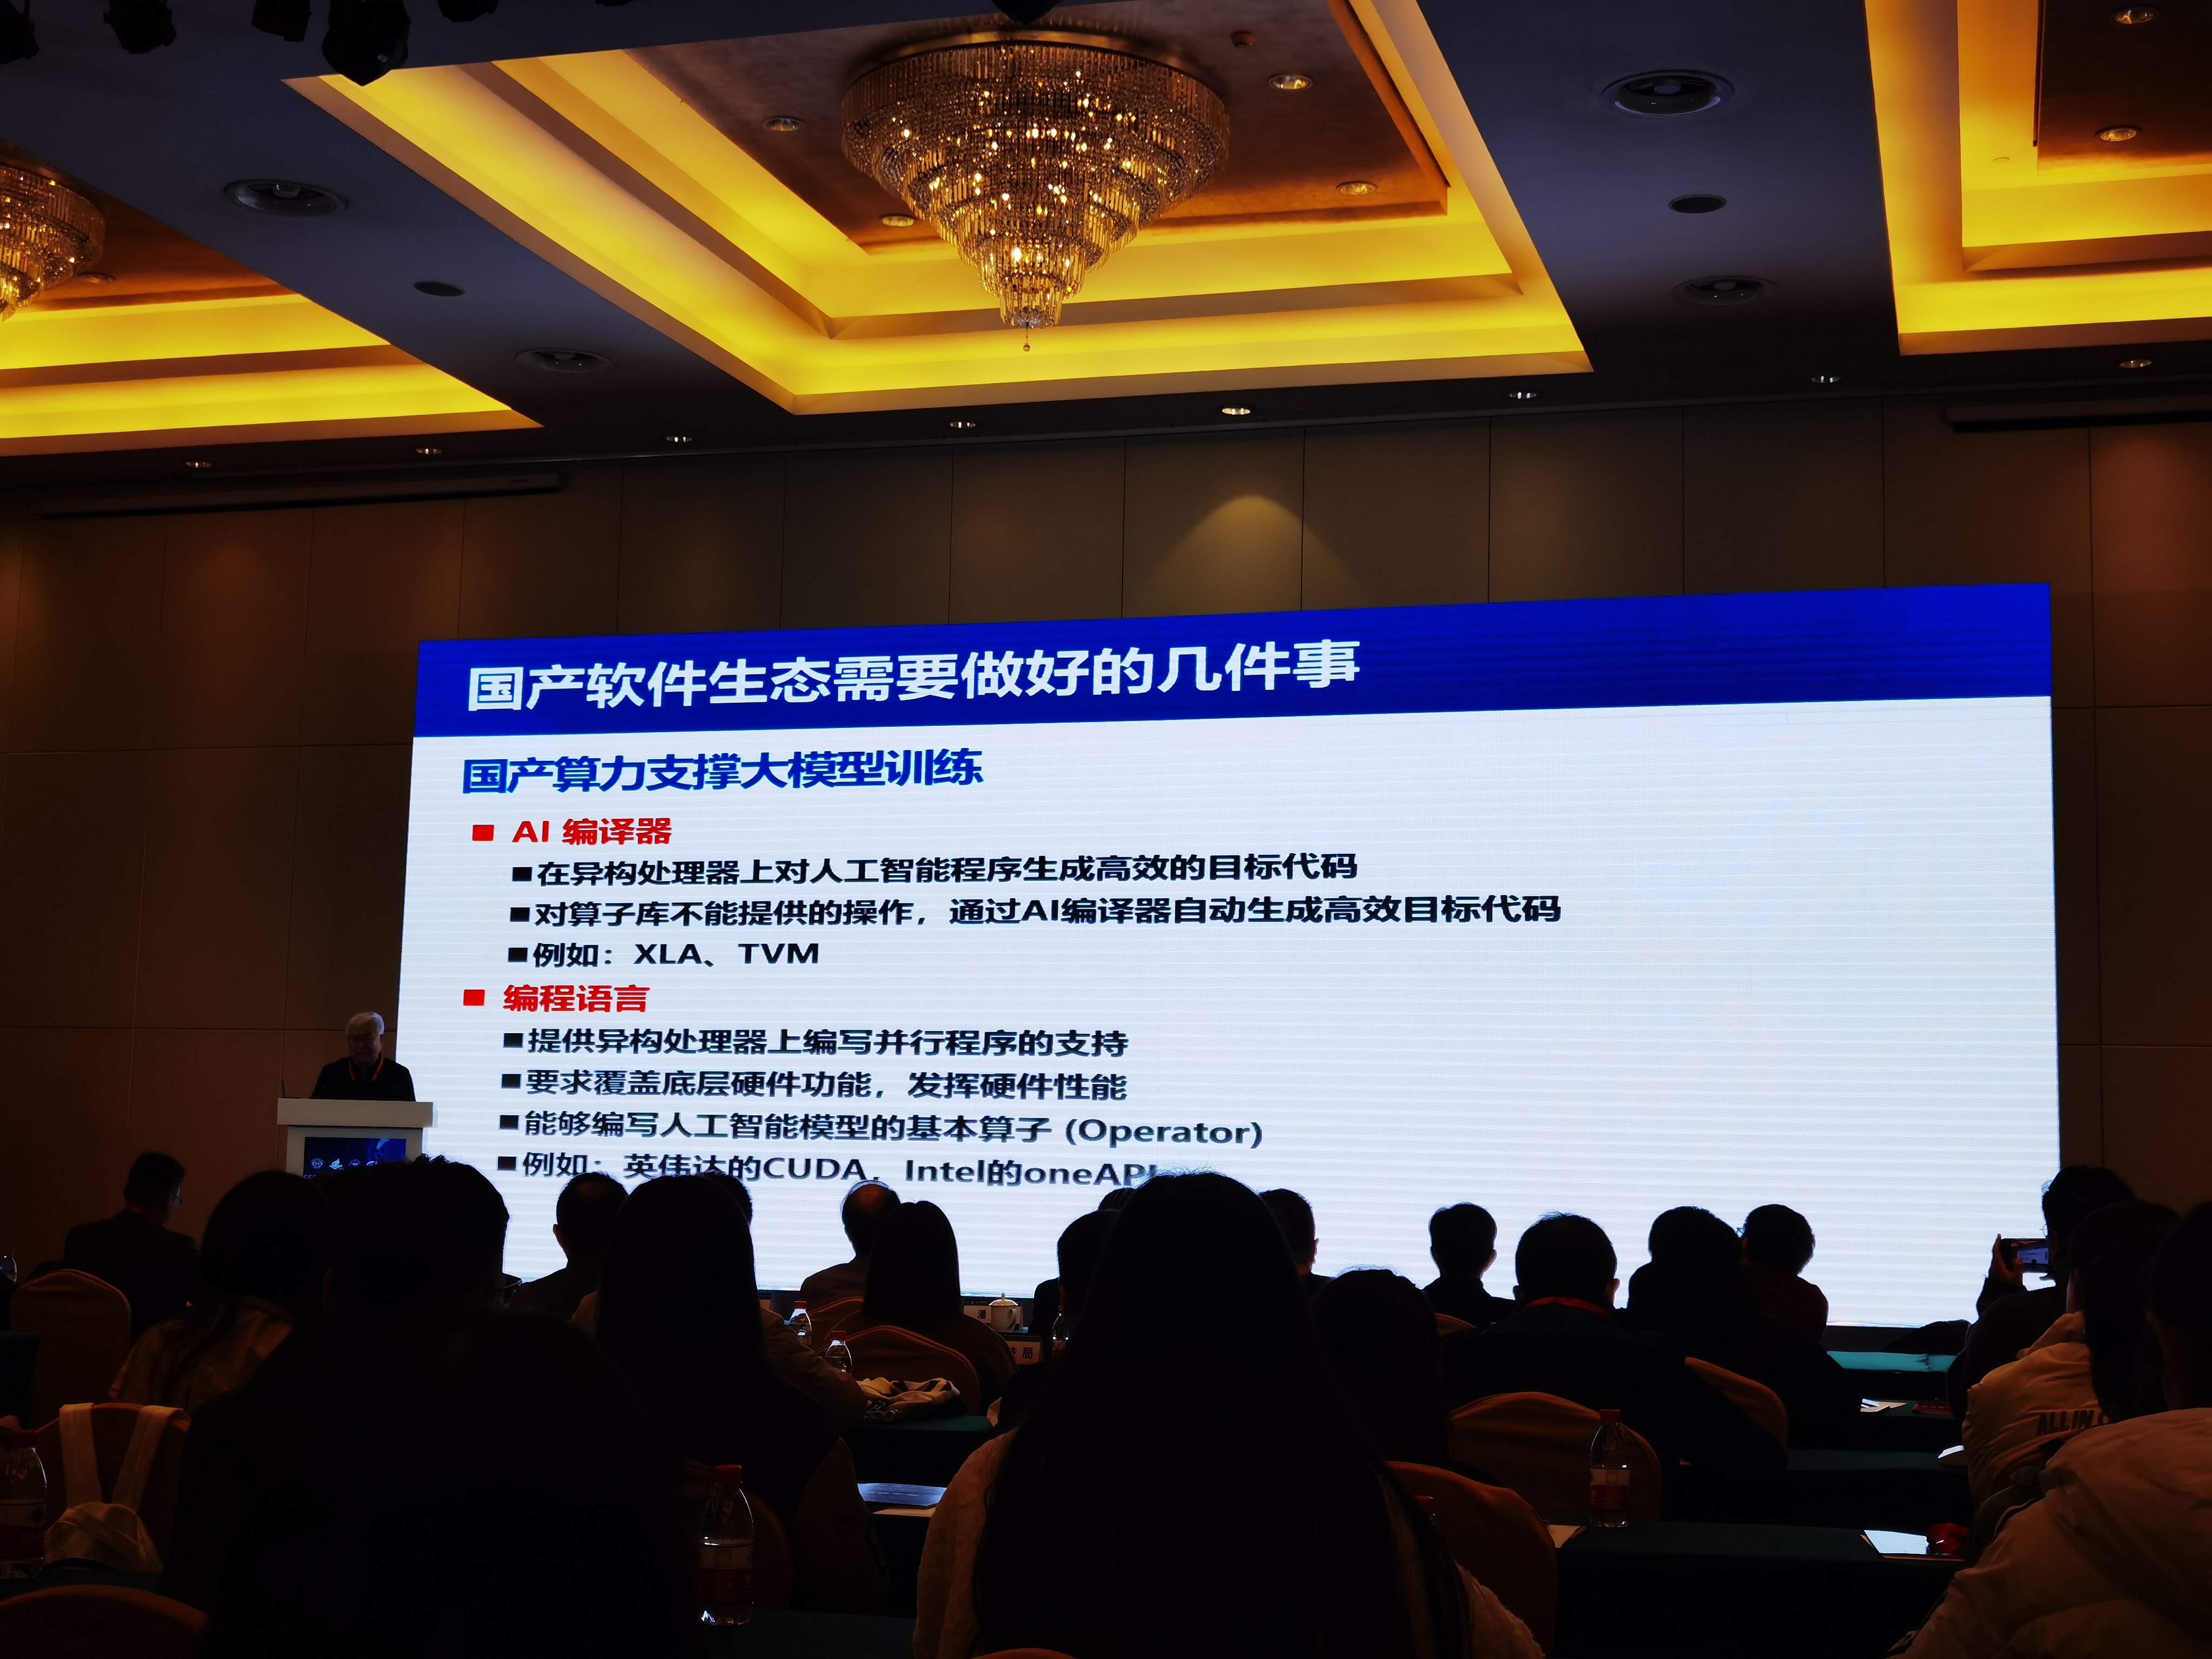 国产软件生态需要做好的几件事
国产算力支撑大模型训练
■ AI 编译器
■在异构处理器上对人工智能程序生成高效的目标代码
■对算子库不能提供的操作，通过AI编译器自动生成高效目标代码
■例如：XLA、TVM
■ 编程语言
■提供异构处理器上编写并行程序的支持
■要求覆盖底层硬件功能，发挥硬件性能
■能够编写人工智能模型的基本算子 (Operator)
■例如：英伟达的CUDA，Intel的oneAPI
局
ALL IN